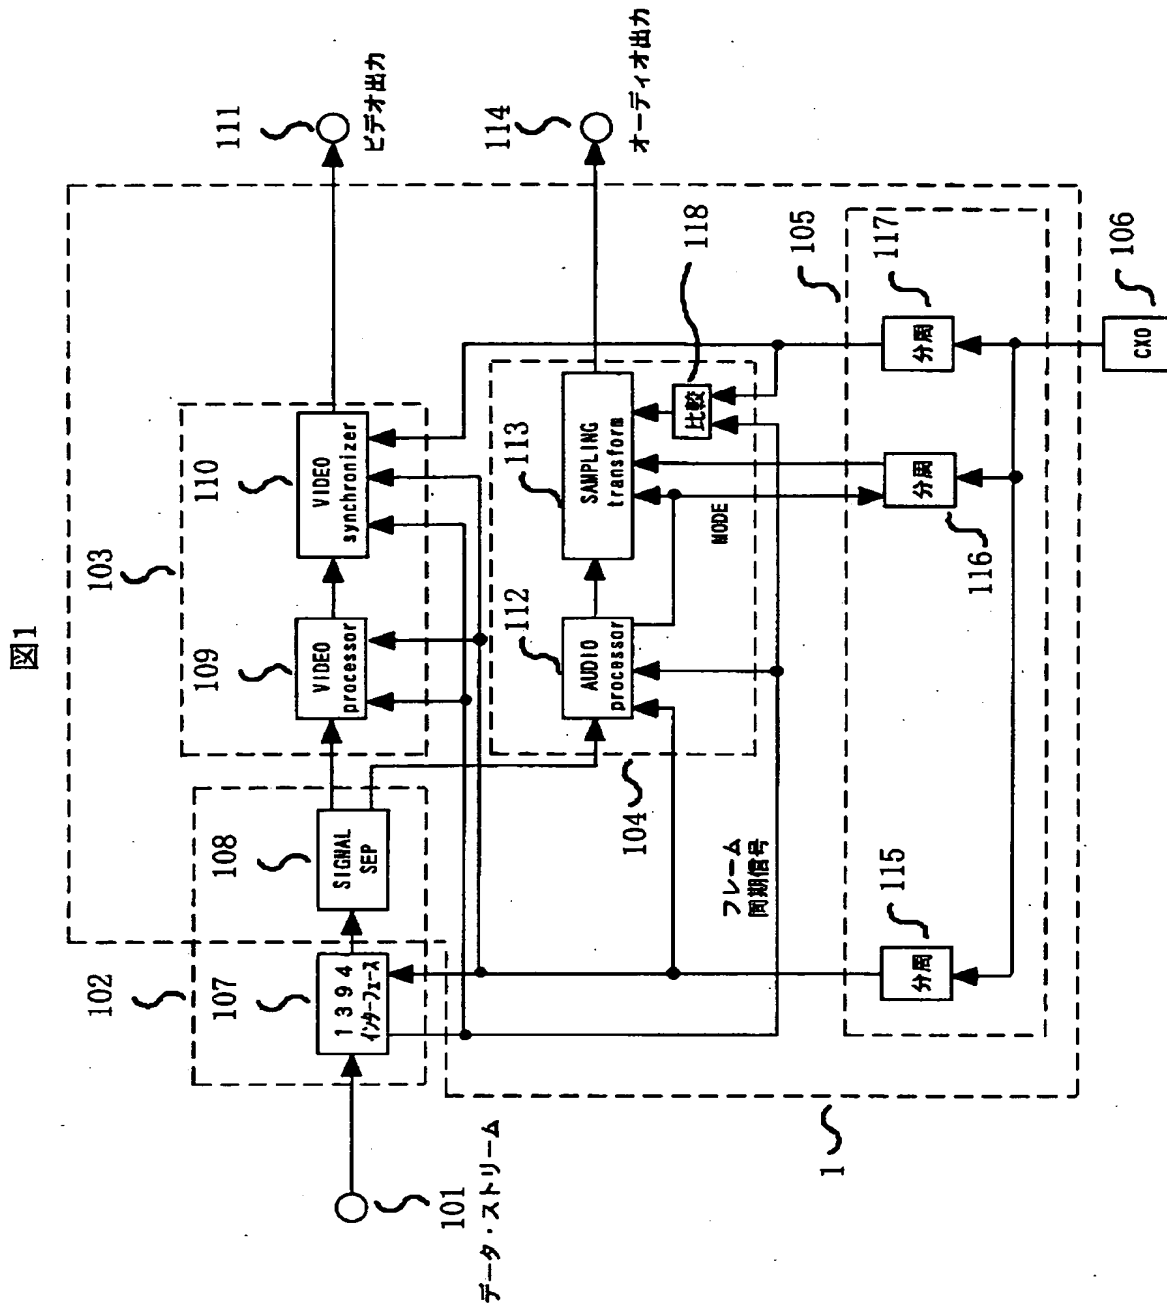 図1
101
データ・ストリーム
102
107
1394
インターフェース
108
SIGNAL
SEP
103
109
VIDEO
processor
110
VIDEO
synchronizer
111
ビデオ出力
104
112
AUDIO
processor
113
SAMPLING
transform
118
比較
114
オーディオ出力
MODE
フレーム
同期信号
105
115
分周
116
分周
117
分周
106
CXO
1